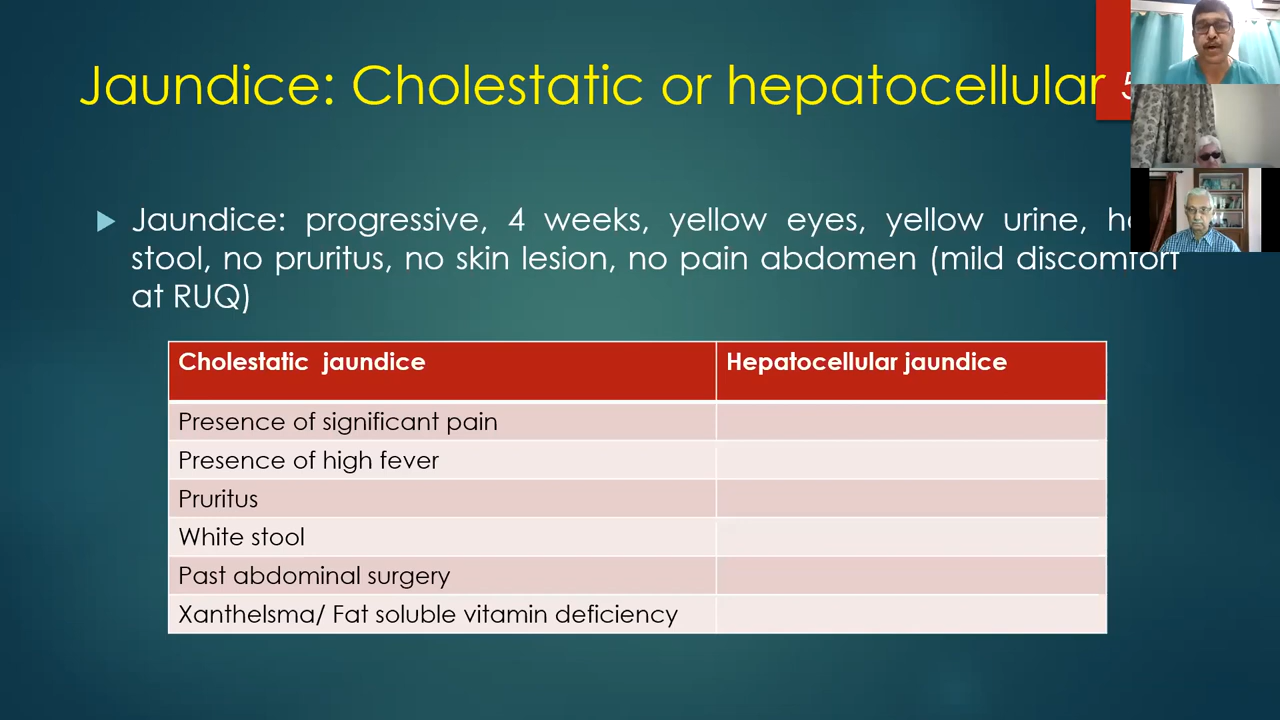 Jaundice: Cholestatic or hepatocellular
Jaundice: progressive, 4 weeks, yellow eyes, yellow urine,
stool, no pruritus, no skin lesion, no pain abdomen (mild discomfort
at RUQ)
Cholestatic jaundice Hepatocellular jaundice
Presence of significant pain
Presence of high fever
Pruritus
White stool
Past abdominal surgery
Xanthelsma/ Fat soluble vitamin deficiency